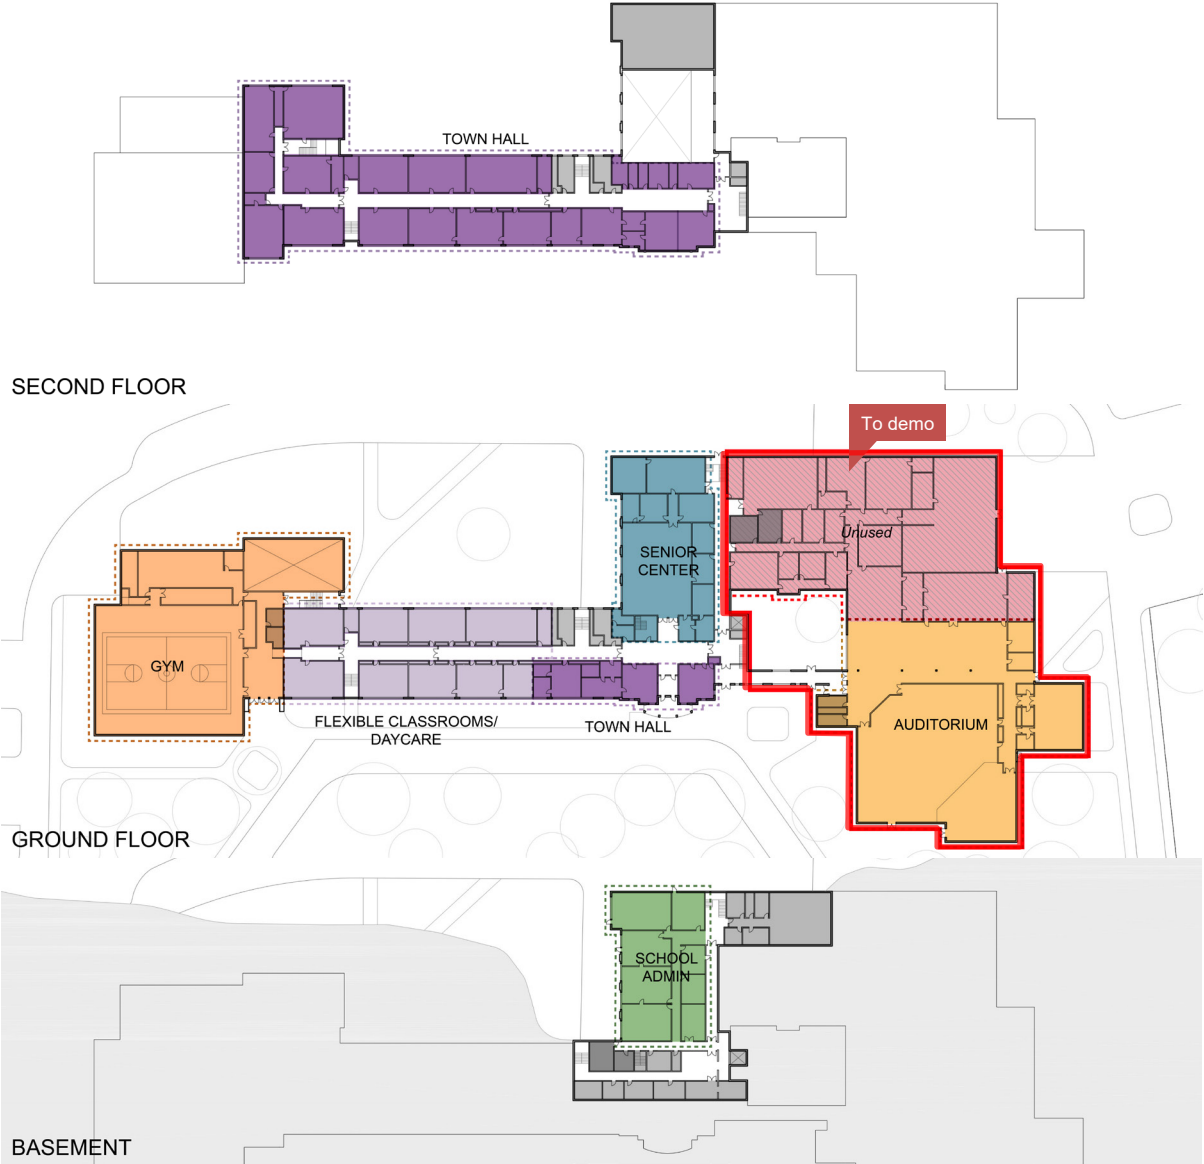 TOWN HALL
SECOND FLOOR
To demo
Unused
SENIOR
CENTER
GYM
FLEXIBLE CLASSROOMS/
DAYCARE
TOWN HALL
AUDITORIUM
GROUND FLOOR
SCHOOL
ADMIN
BASEMENT